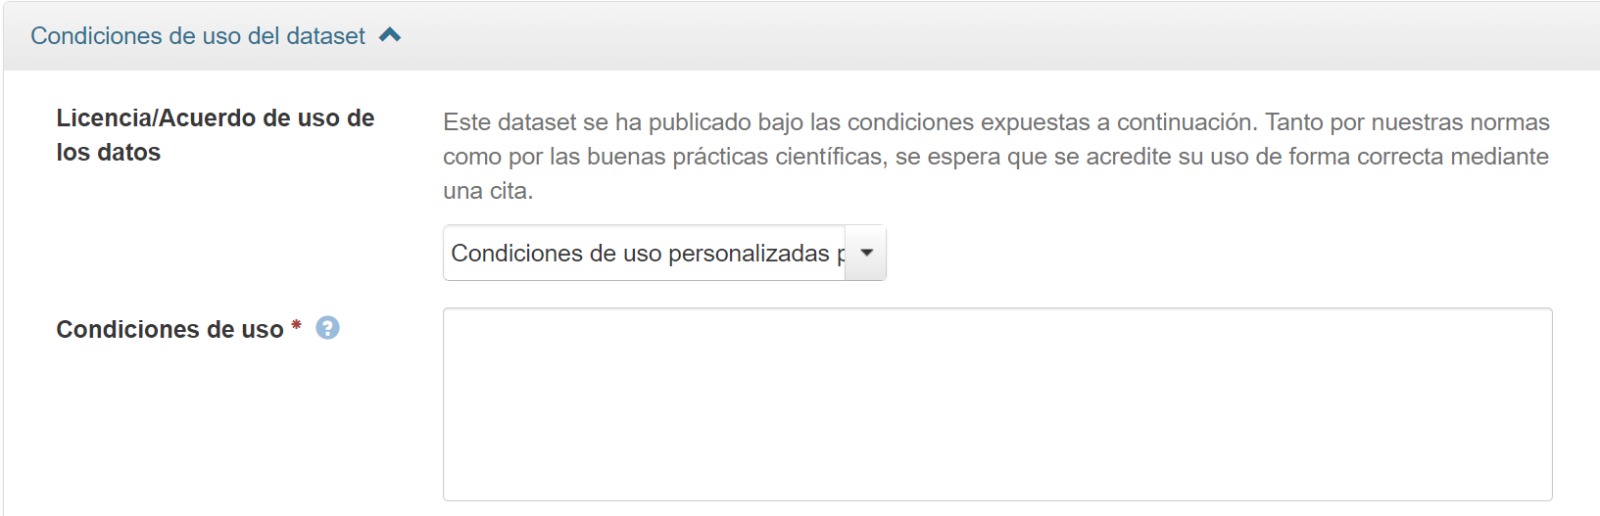 Condiciones de uso del dataset
Licencia/Acuerdo de uso de
los datos
Este dataset se ha publicado bajo las condiciones expuestas a continuación. Tanto por nuestras normas
como por las buenas prácticas científicas, se espera que se acredite su uso de forma correcta mediante
una cita.
Condiciones de uso personalizadas p
Condiciones de uso * ?